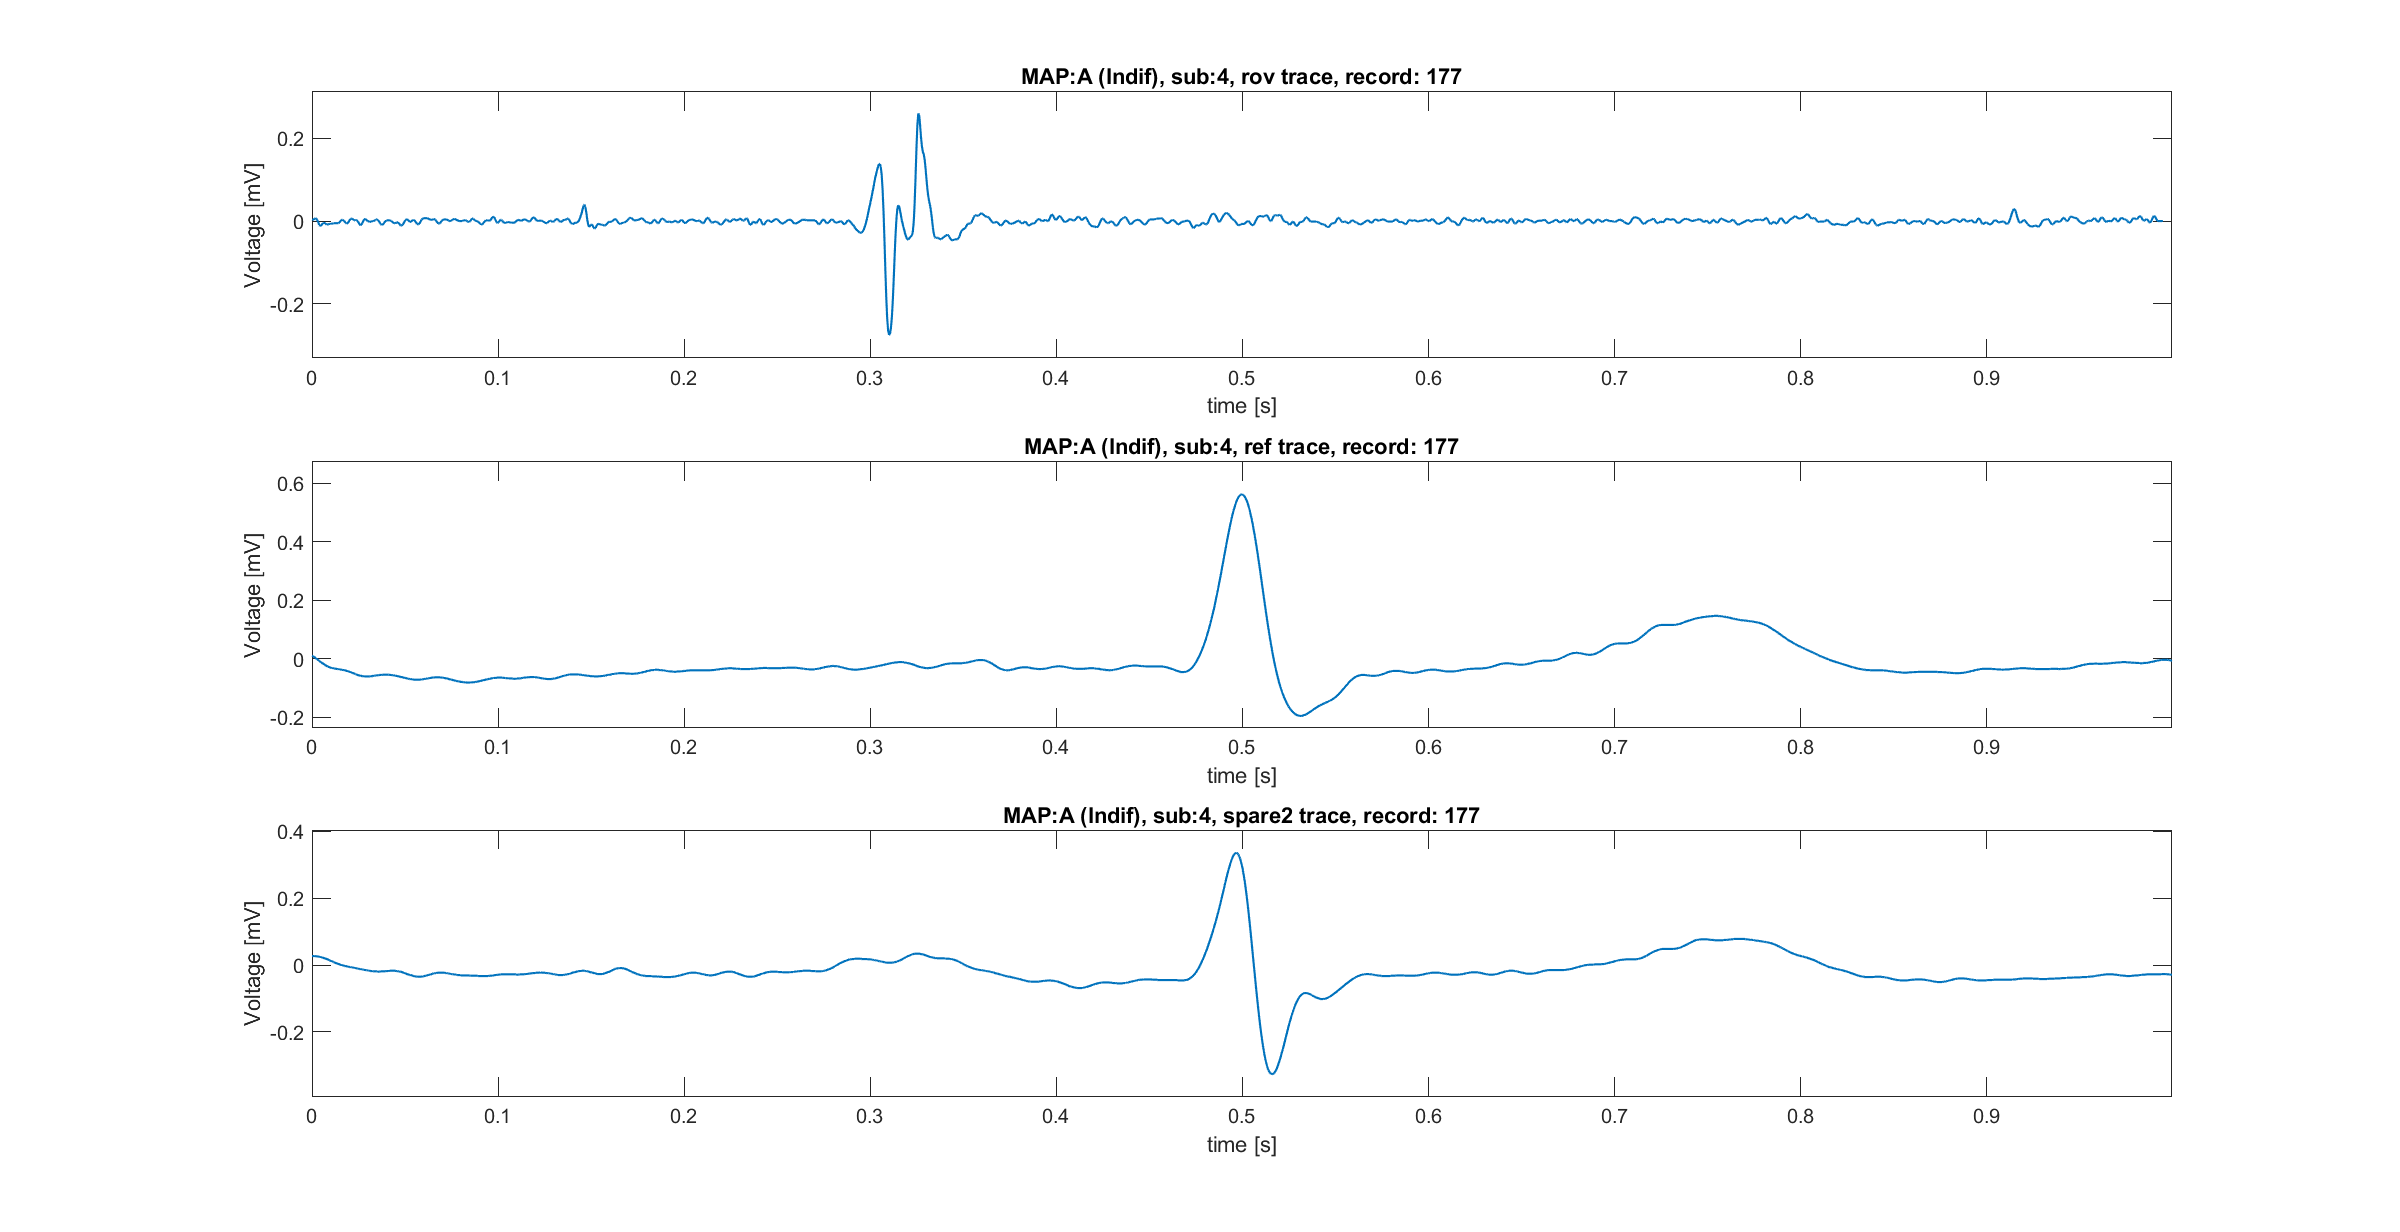 MAP:A (Indif), sub:4, rov trace, record: 177
Voltage [mV]
0.2
0
-0.2
0 0.1 0.2 0.3 0.4 0.5 0.6 0.7 0.8 0.9
time [s]
MAP:A (Indif), sub:4, ref trace, record: 177
Voltage [mV]
0.6
0.4
0.2
0
-0.2
0 0.1 0.2 0.3 0.4 0.5 0.6 0.7 0.8 0.9
time [s]
MAP:A (Indif), sub:4, spare2 trace, record: 177
Voltage [mV]
0.4
0.2
0
-0.2
0 0.1 0.2 0.3 0.4 0.5 0.6 0.7 0.8 0.9
time [s]